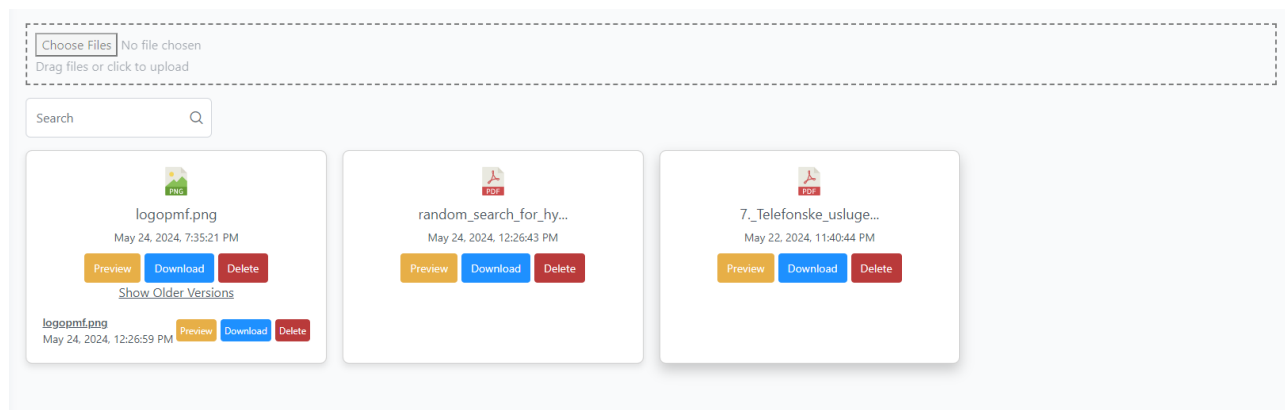 Choose Files No file chosen
Drag files or click to upload
Search
PNG
logopmf.png
May 24, 2024, 7:35:21 PM
Preview Download Delete
Show Older Versions
logopmf.png
May 24, 2024, 12:26:59 PM
Preview Download Delete
PDF
random_search_for_hy...
May 24, 2024, 12:26:43 PM
Preview Download Delete
PDF
7._Telefonske_usluge...
May 22, 2024, 11:40:44 PM
Preview Download Delete